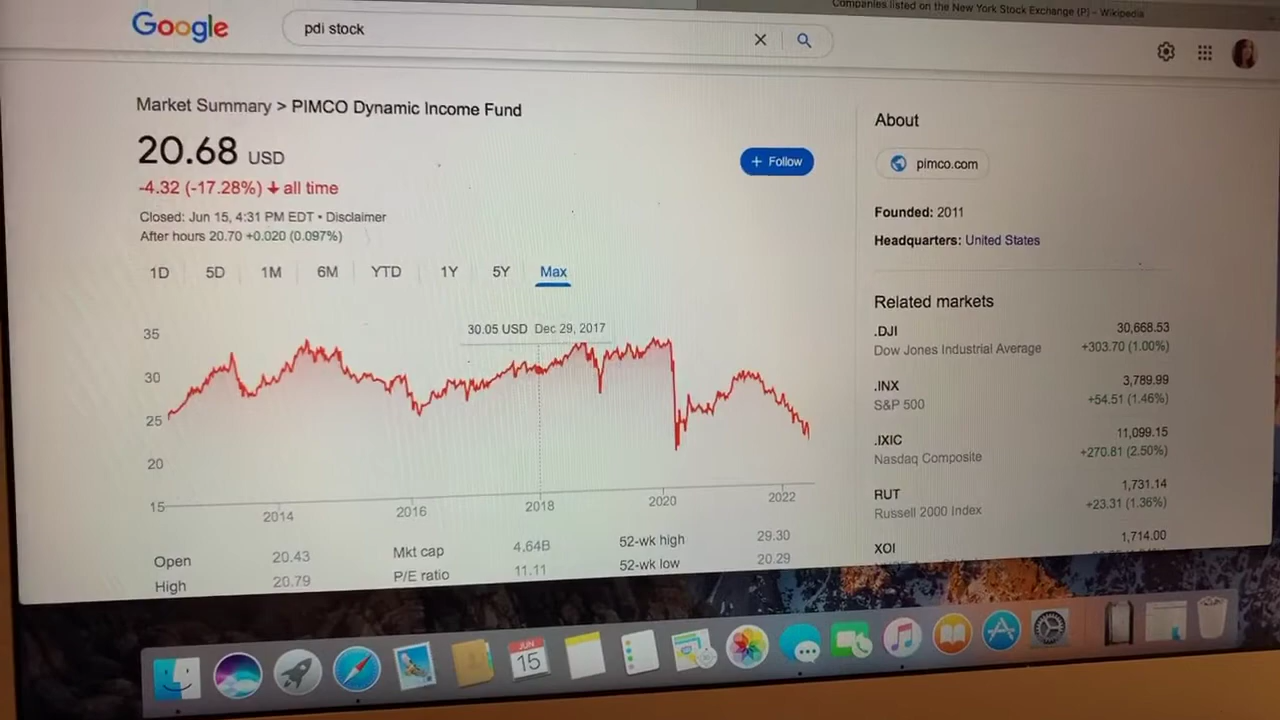 Companies listed on the New York Stock Exchange (P) - Wikipedia
Google
pdi stock
Market Summary > PIMCO Dynamic Income Fund
20.68 USD
-4.32 (-17.28%) all time
Closed: Jun 15, 4:31 PM EDT • Disclaimer
After hours 20.70 +0.020 (0.097%)
+ Follow
1D 5D 1M 6M YTD 1Y 5Y Max
30.05 USD Dec 29, 2017
35
30
25
20
15
2014 2016 2018 2020 2022
Open 20.43 Mkt cap 4.64B 52-wk high 29.30
High 20.79 P/E ratio 11.11 52-wk low 20.29
About
pimco.com
Founded: 2011
Headquarters: United States
Related markets
.DJI 30,668.53
Dow Jones Industrial Average +303.70 (1.00%)
.INX 3,789.99
S&P 500 +54.51 (1.46%)
.IXIC 11,099.15
Nasdaq Composite +270.81 (2.50%)
RUT 1,731.14
Russell 2000 Index +23.31 (1.36%)
XOI 1,714.00
JUN
15